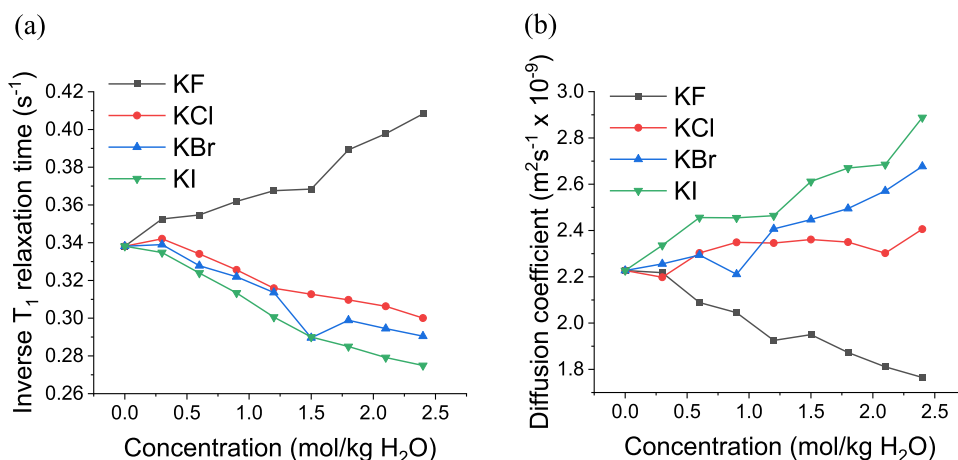 (a)
Inverse T₁ relaxation time (s⁻¹)
0.42
0.40
0.38
0.36
0.34
0.32
0.30
0.28
0.26
KF
KCl
KBr
KI
0.0 0.5 1.0 1.5 2.0 2.5
Concentration (mol/kg H₂O)
(b)
Diffusion coefficient (m²s⁻¹ x 10⁻⁹)
3.0
2.8
2.6
2.4
2.2
2.0
1.8
KF
KCl
KBr
KI
0.0 0.5 1.0 1.5 2.0 2.5
Concentration (mol/kg H₂O)